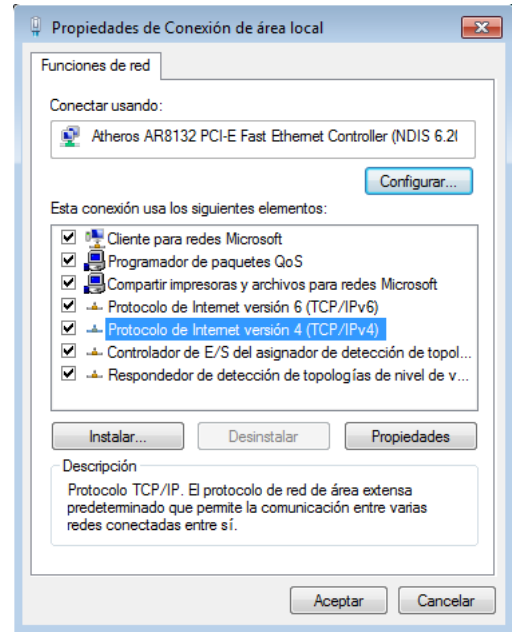 Propiedades de Conexión de área local
Funciones de red
Conectar usando:
Atheros AR8132 PCI-E Fast Ethernet Controller (NDIS 6.2(
Configurar...
Esta conexión usa los siguientes elementos:
Cliente para redes Microsoft
Programador de paquetes QoS
Compartir impresoras y archivos para redes Microsoft
Protocolo de Internet versión 6 (TCP/IPv6)
Protocolo de Internet versión 4 (TCP/IPv4)
Controlador de E/S del asignador de detección de topol...
Respondedor de detección de topologías de nivel de v...
Instalar...
Desinstalar
Propiedades
Descripción
Protocolo TCP/IP. El protocolo de red de área extensa
predeterminado que permite la comunicación entre varias
redes conectadas entre sí.
Aceptar
Cancelar